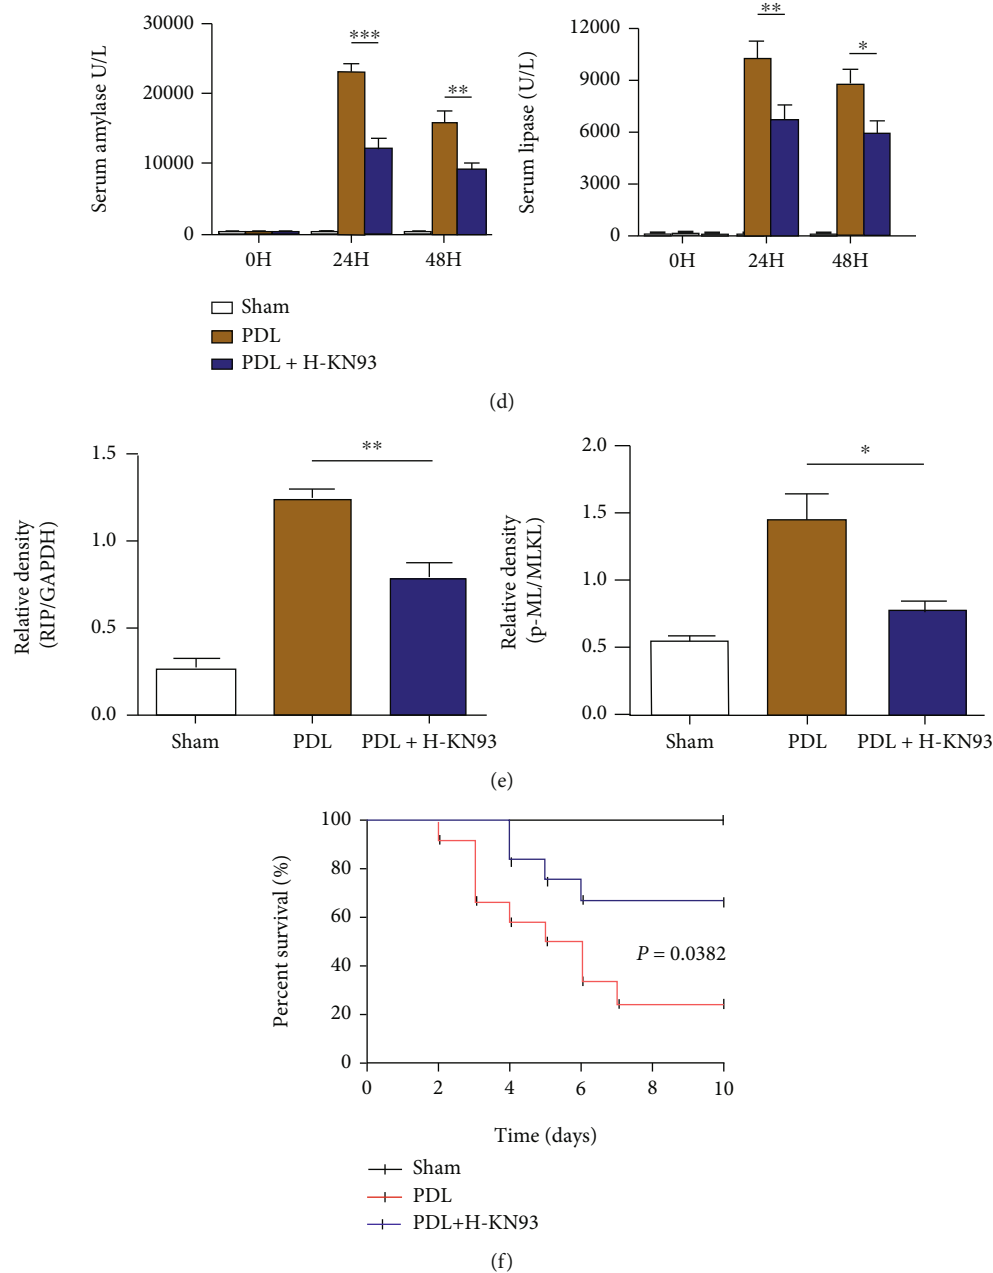 30000
20000
10000
0
Serum amylase U/L
***
**
0H
24H
48H
12000
9000
6000
3000
0
Serum lipase (U/L)
**
*
0H
24H
48H
Sham
PDL
PDL + H-KN93
(d)
1.5
1.0
0.5
0.0
Relative density
(RIP/GAPDH)
**
Sham
PDL
PDL + H-KN93
2.0
1.5
1.0
0.5
0.0
Relative density
(p-ML/MLKL)
*
Sham
PDL
PDL + H-KN93
(e)
100
80
60
40
20
0
Percent survival (%)
P = 0.0382
0
2
4
6
8
10
Time (days)
Sham
PDL
PDL+H-KN93
(f)